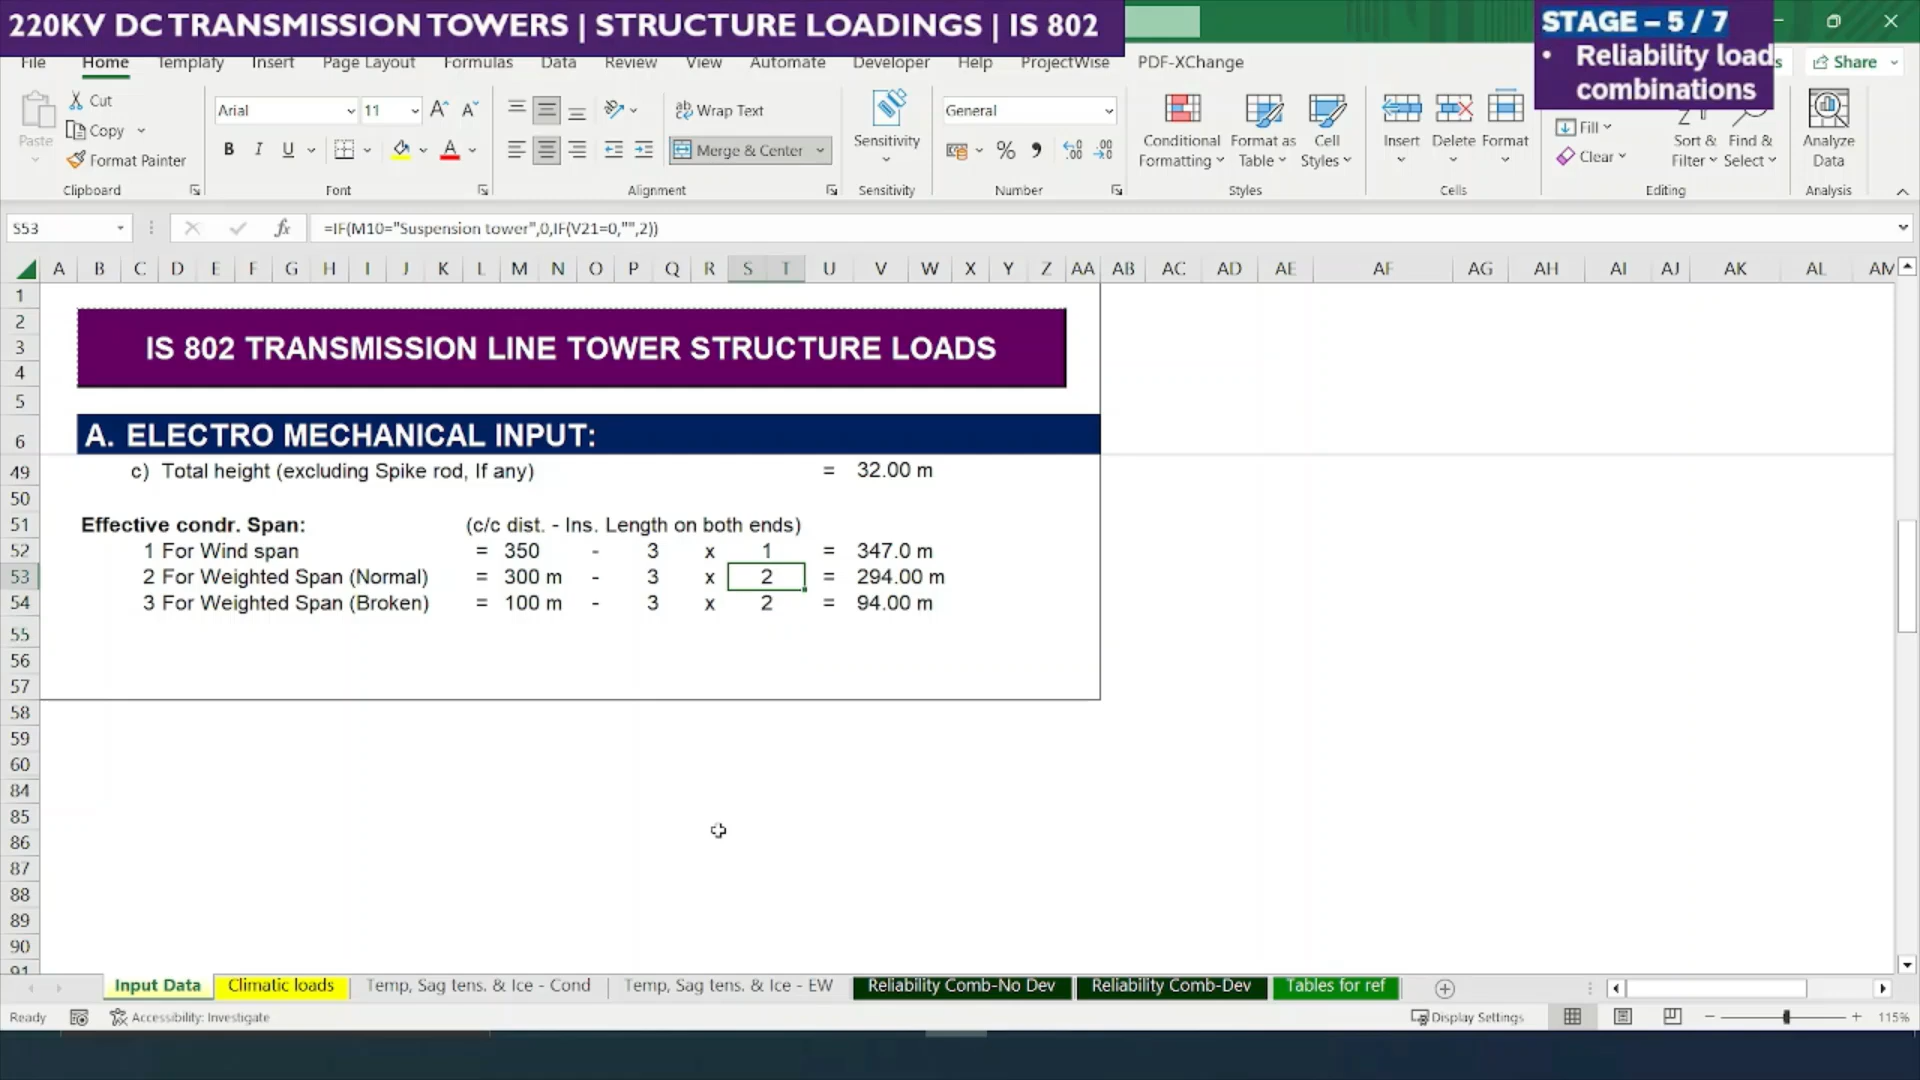 220KV DC TRANSMISSION TOWERS | STRUCTURE LOADINGS | IS 802
STAGE – 5 / 7
• Reliability load combinations
File Home Templafy Insert Page Layout Formulas Data Review View Automate Developer Help ProjectWise PDF-XChange
Share
Paste
Cut
Copy
Format Painter
Clipboard
Arial 11
B I U
Font
Wrap Text
Merge & Center
Alignment
Sensitivity
Sensitivity
General
Number
Conditional Formatting
Format as Table
Cell Styles
Styles
Insert Delete Format
Cells
Fill
Clear
Sort & Filter
Find & Select
Editing
Analyze Data
Analysis
S53 =IF(M10="Suspension tower",0,IF(V21=0,"",2))
A B C D E F G H I J K L M N O P Q R S T U V W X Y Z AA AB AC AD AE AF AG AH AI AJ AK AL AM
1
2
3 IS 802 TRANSMISSION LINE TOWER STRUCTURE LOADS
4
5
6 A. ELECTRO MECHANICAL INPUT:
49 c) Total height (excluding Spike rod, If any) = 32.00 m
50
51 Effective condr. Span: (c/c dist. - Ins. Length on both ends)
52 1 For Wind span = 350 - 3 x 1 = 347.0 m
53 2 For Weighted Span (Normal) = 300 m - 3 x 2 = 294.00 m
54 3 For Weighted Span (Broken) = 100 m - 3 x 2 = 94.00 m
55
56
57
58
59
60
84
85
86
87
88
89
90
91
Input Data Climatic loads Temp, Sag tens. & Ice - Cond Temp, Sag tens. & Ice - EW Reliability Comb-No Dev Reliability Comb-Dev Tables for ref
Ready Accessibility: Investigate Display Settings 115%